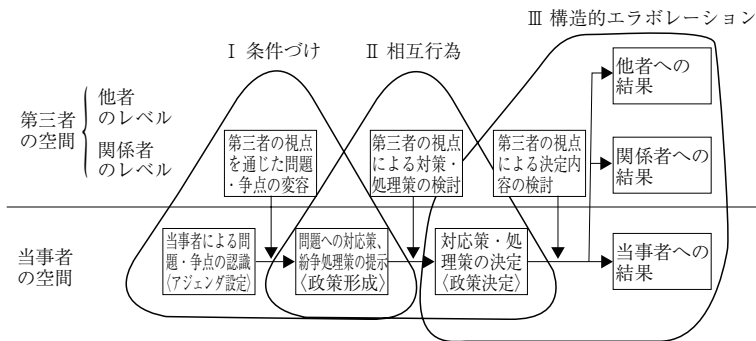 Ⅲ 構造的エラボレーション
Ⅰ 条件づけ
Ⅱ 相互行為
第三者
の空間
他者
のレベル
関係者
のレベル
第三者の視点
を通じた問題
・争点の変容
第三者の視点
による対策・
処理策の検討
第三者の視点
による決定内
容の検討
他者への
結果
関係者への
結果
当事者
の空間
当事者による問
題・争点の認識
〈アジェンダ設定〉
問題への対応策、
紛争処理策の提示
〈政策形成〉
対応策・処
理策の決定
〈政策決定〉
当事者への
結果